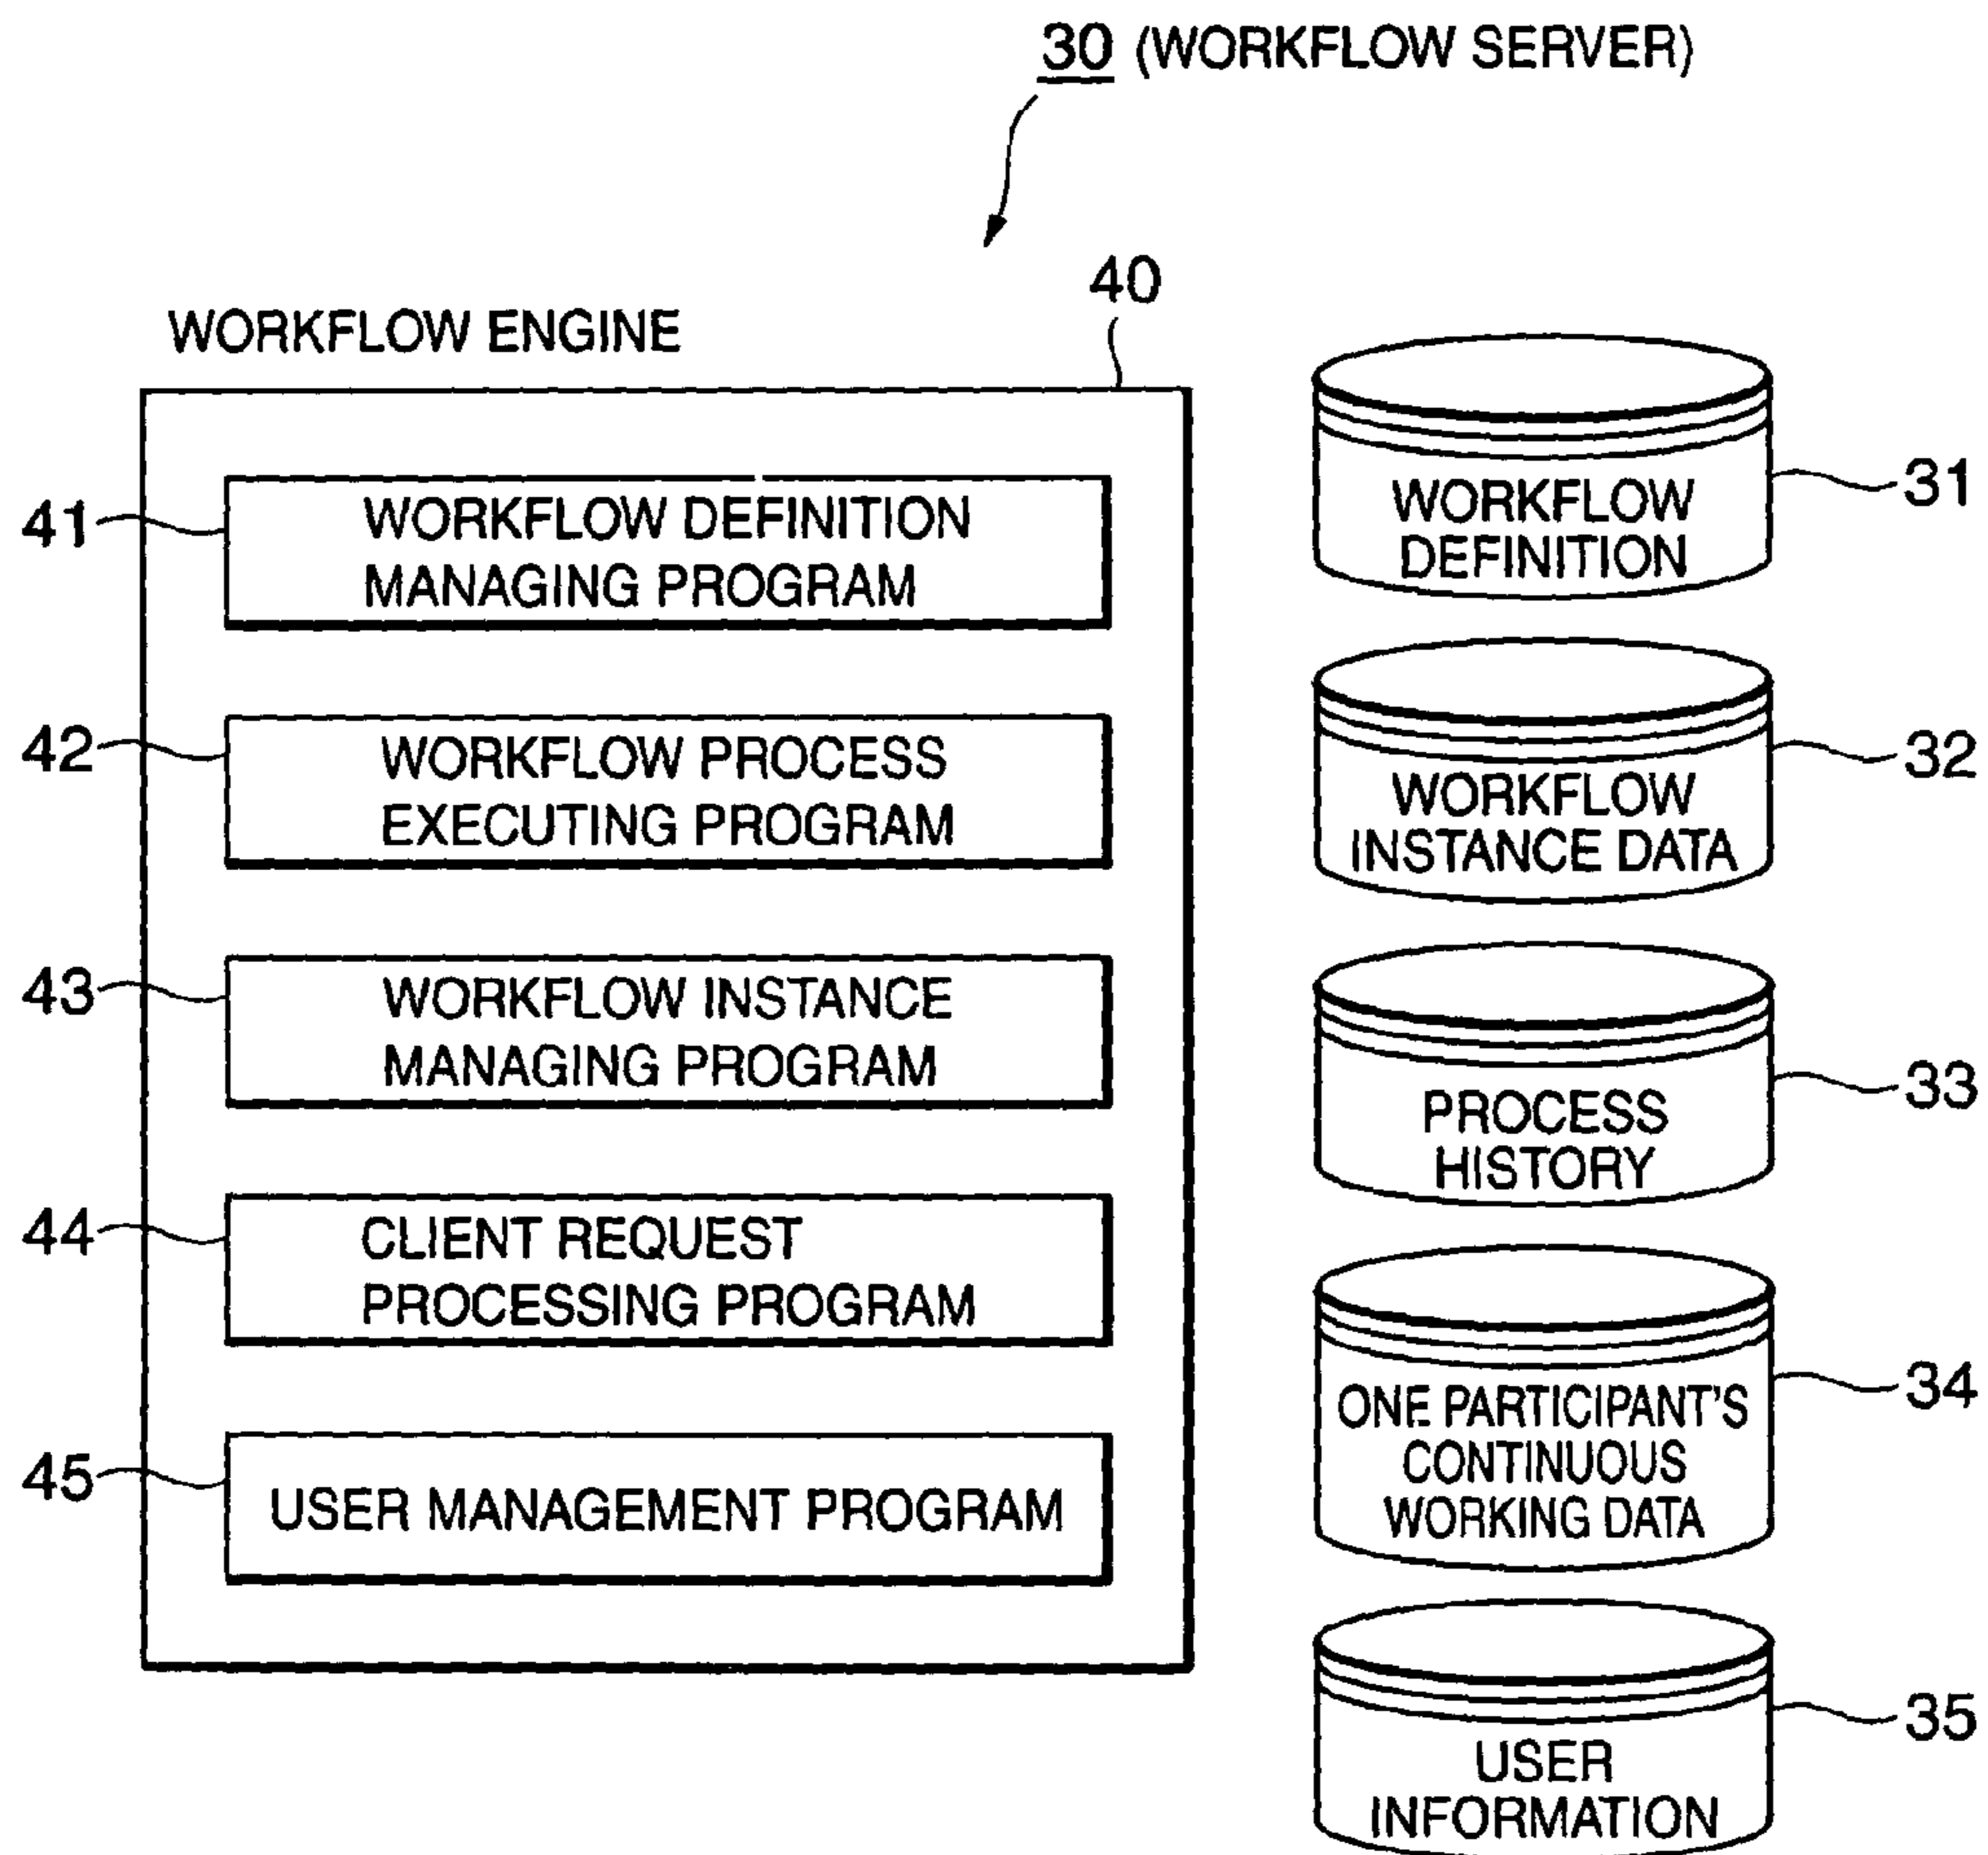 30 (WORKFLOW SERVER)
40
WORKFLOW ENGINE
41
WORKFLOW DEFINITION
MANAGING PROGRAM
42
WORKFLOW PROCESS
EXECUTING PROGRAM
43
WORKFLOW INSTANCE
MANAGING PROGRAM
44
CLIENT REQUEST
PROCESSING PROGRAM
45
USER MANAGEMENT PROGRAM
WORKFLOW
DEFINITION
31
WORKFLOW
INSTANCE DATA
32
PROCESS
HISTORY
33
ONE PARTICIPANT'S
CONTINUOUS
WORKING DATA
34
USER
INFORMATION
35